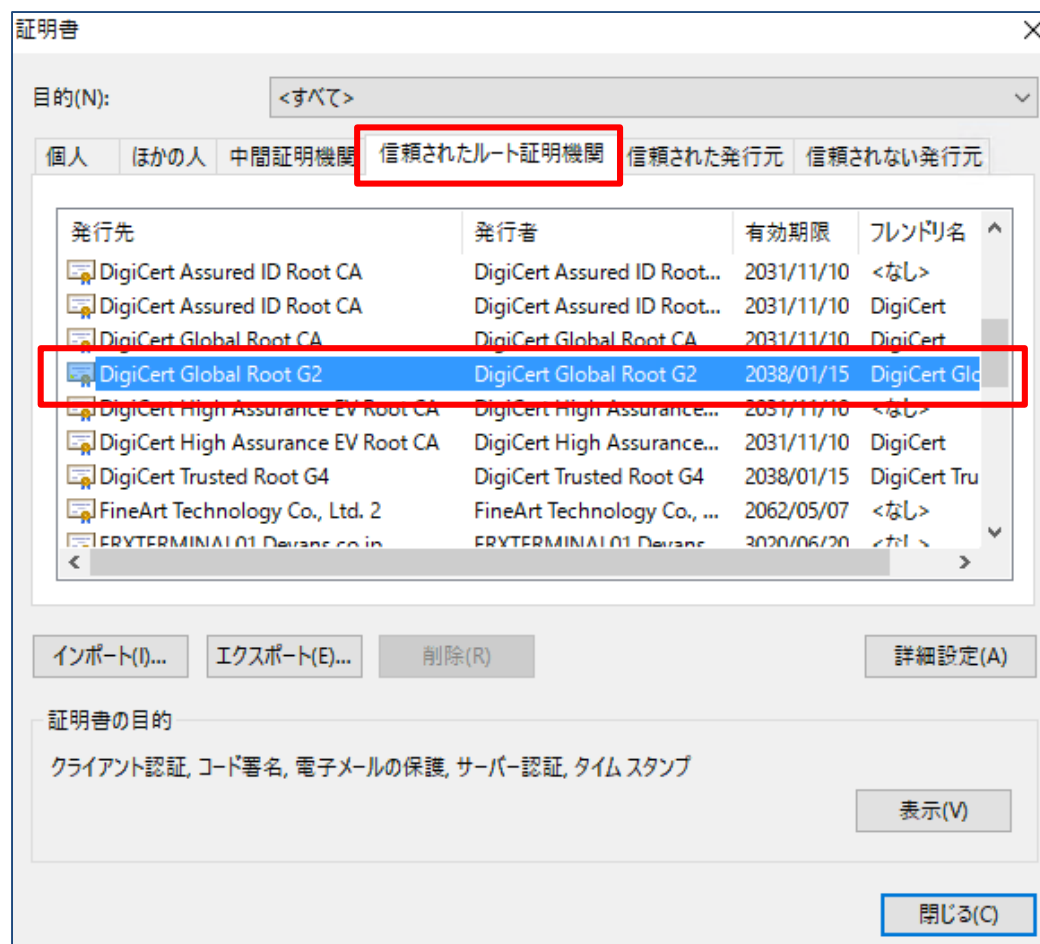 証明書
目的(N): <すべて>
個人 ほかの人 中間証明機関 信頼されたルート証明機関 信頼された発行元 信頼されない発行元
発行先 発行者 有効期限 フレンドリ名
DigiCert Assured ID Root CA DigiCert Assured ID Root... 2031/11/10 <なし>
DigiCert Assured ID Root CA DigiCert Assured ID Root... 2031/11/10 DigiCert
DigiCert Global Root CA DigiCert Global Root CA 2031/11/10 DigiCert
DigiCert Global Root G2 DigiCert Global Root G2 2038/01/15 DigiCert Glo
DigiCert High Assurance EV Root CA DigiCert High Assurance... 2031/11/10 <なし>
DigiCert High Assurance EV Root CA DigiCert High Assurance... 2031/11/10 DigiCert
DigiCert Trusted Root G4 DigiCert Trusted Root G4 2038/01/15 DigiCert Tru
FineArt Technology Co., Ltd. 2 FineArt Technology Co., ... 2062/05/07 <なし>
3020/06/20 <なし>
インポート(I)... エクスポート(E)... 削除(R) 詳細設定(A)
証明書の目的
クライアント認証, コード署名, 電子メールの保護, サーバー認証, タイム スタンプ
表示(V)
閉じる(C)